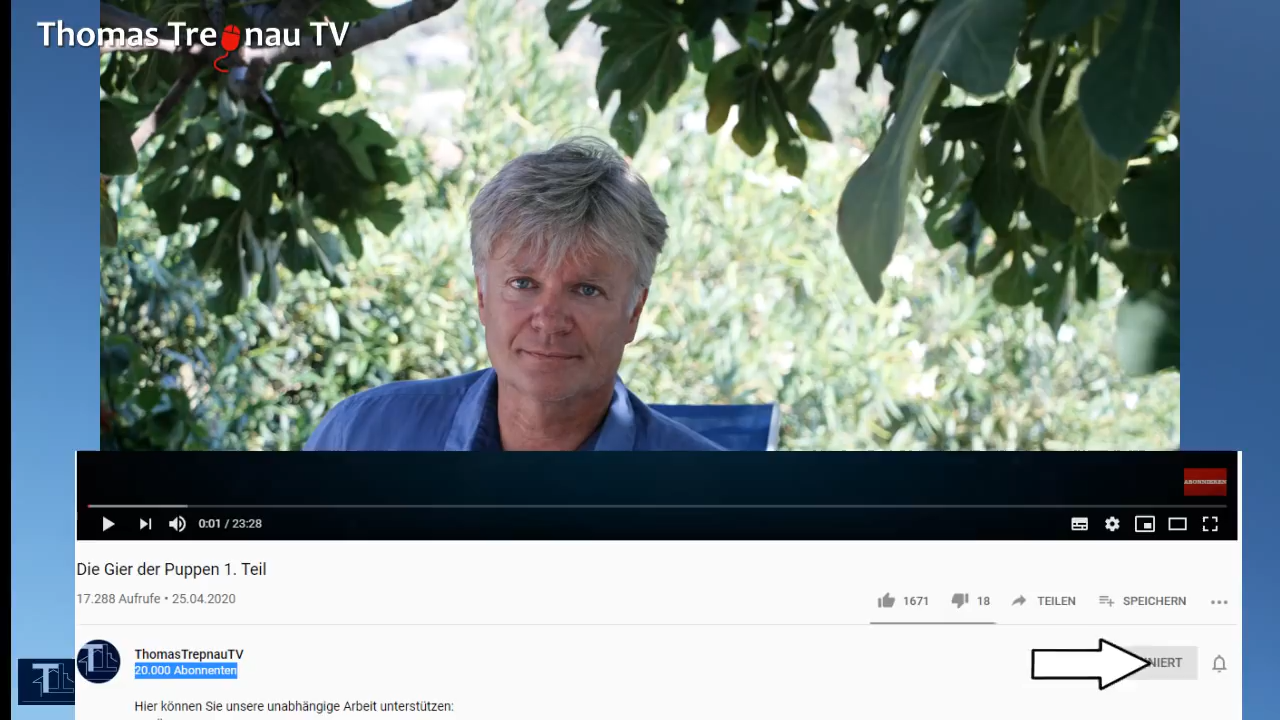 Thomas Trepnau TV
ABONNIEREN
0:01 / 23:28
Die Gier der Puppen 1. Teil
17.288 Aufrufe • 25.04.2020
1671 18 TEILEN SPEICHERN
ThomasTrepnauTV
20.000 Abonnenten
NIERT
Hier können Sie unsere unabhängige Arbeit unterstützen: